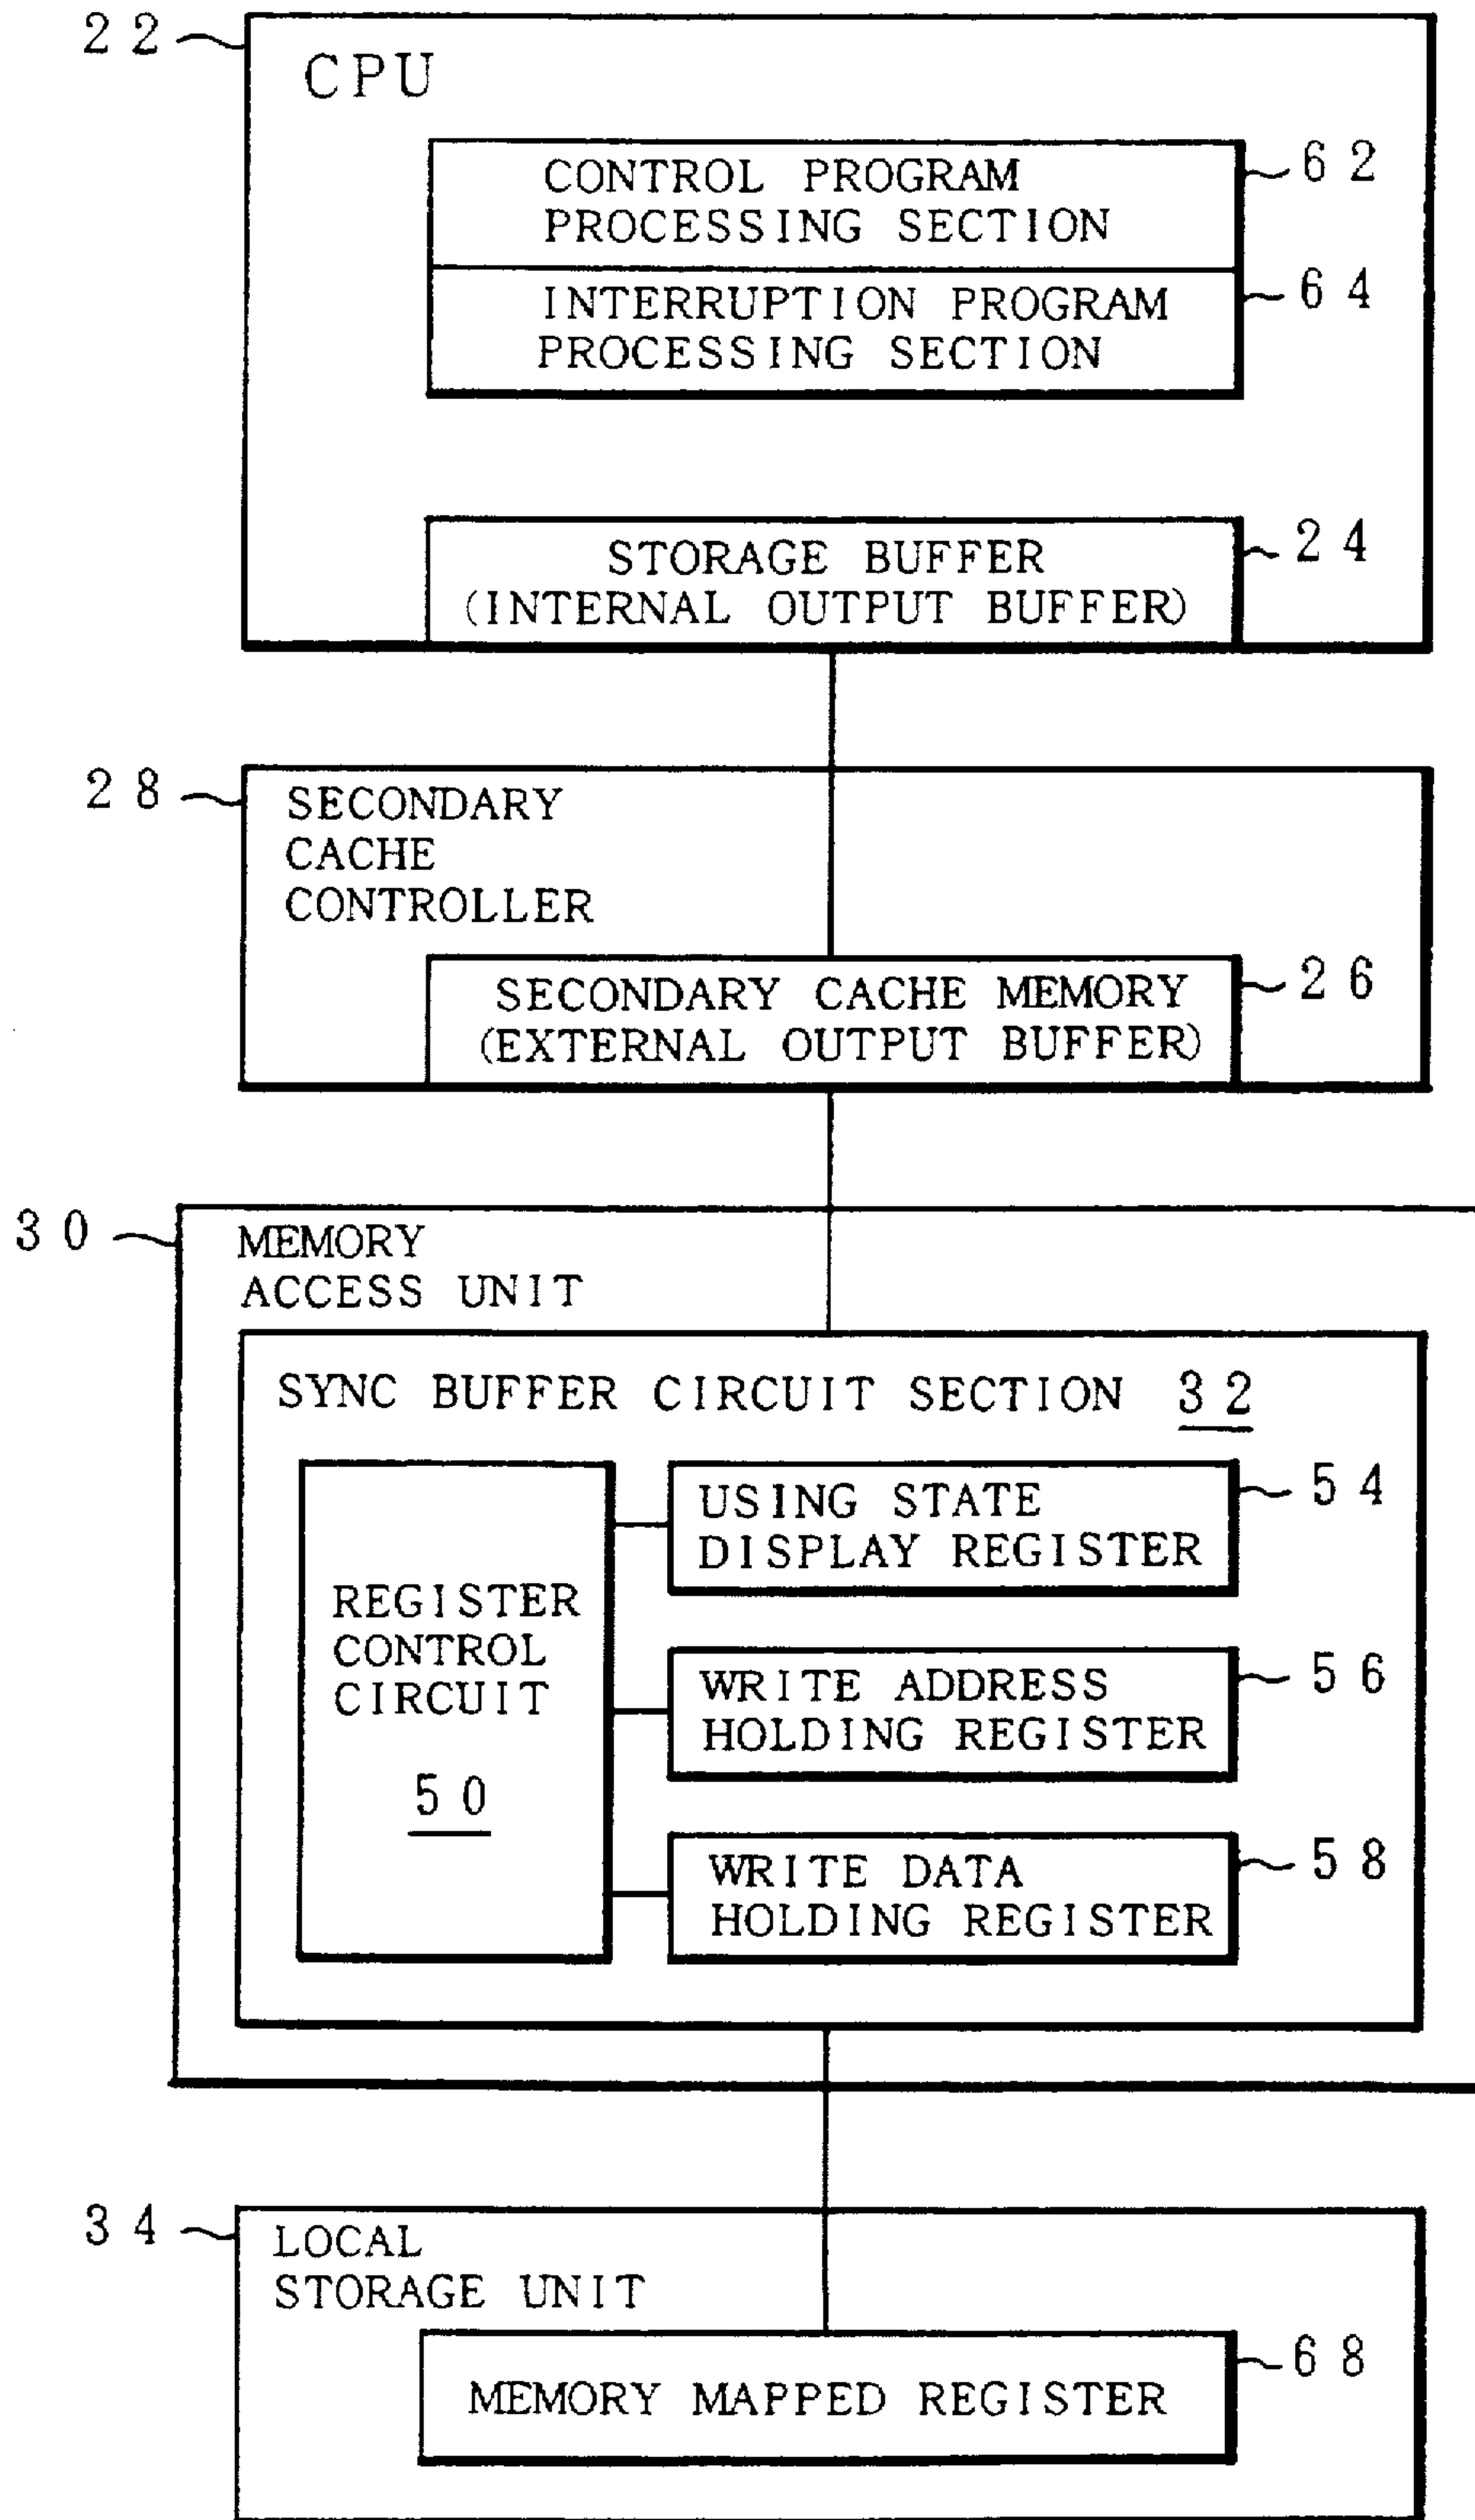 22
CPU
CONTROL PROGRAM
PROCESSING SECTION
62
INTERRUPTION PROGRAM
PROCESSING SECTION
64
STORAGE BUFFER
(INTERNAL OUTPUT BUFFER)
24
28
SECONDARY
CACHE
CONTROLLER
SECONDARY CACHE MEMORY
(EXTERNAL OUTPUT BUFFER)
26
30
MEMORY
ACCESS UNIT
SYNC BUFFER CIRCUIT SECTION 32
REGISTER
CONTROL
CIRCUIT
50
USING STATE
DISPLAY REGISTER
54
WRITE ADDRESS
HOLDING REGISTER
56
WRITE DATA
HOLDING REGISTER
58
34
LOCAL
STORAGE UNIT
MEMORY MAPPED REGISTER
68